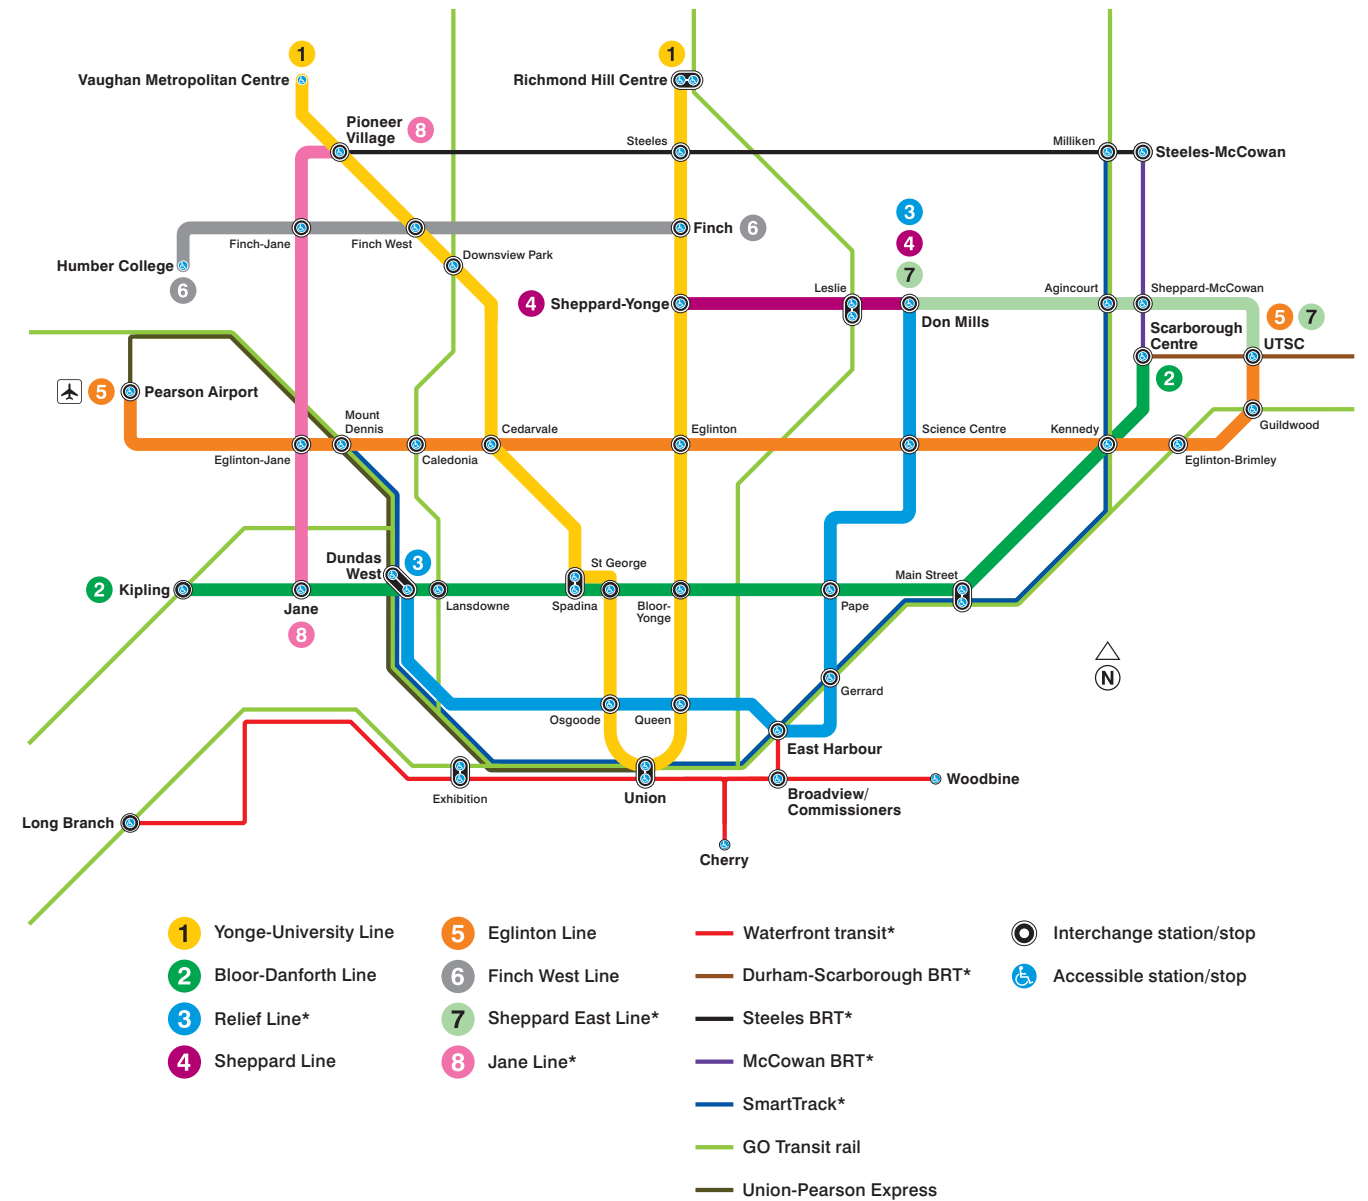 1
1
Vaughan Metropolitan Centre
Richmond Hill Centre
Pioneer
Village
8
Steeles
Milliken
Steeles-McCowan
3
4
7
Finch-Jane
Finch West
Finch
6
Downsview Park
Humber College
6
4
Sheppard-Yonge
Leslie
Don Mills
Agincourt
Sheppard-McCowan
Scarborough
Centre
5
7
UTSC
2
5
Pearson Airport
Mount
Dennis
Cedarvale
Eglinton
Science Centre
Kennedy
Guildwood
Eglinton-Jane
Caledonia
Eglinton-Brimley
Dundas
West
3
St George
Main Street
2
Kipling
Jane
8
Lansdowne
Spadina
Bloor-
Yonge
Pape
N
Gerrard
Osgoode
Queen
East Harbour
Exhibition
Union
Broadview/
Commissioners
Woodbine
Long Branch
Cherry
1 Yonge-University Line
2 Bloor-Danforth Line
3 Relief Line*
4 Sheppard Line
5 Eglinton Line
6 Finch West Line
7 Sheppard East Line*
8 Jane Line*
Waterfront transit*
Durham-Scarborough BRT*
Steeles BRT*
McCowan BRT*
SmartTrack*
GO Transit rail
Union-Pearson Express
Interchange station/stop
Accessible station/stop